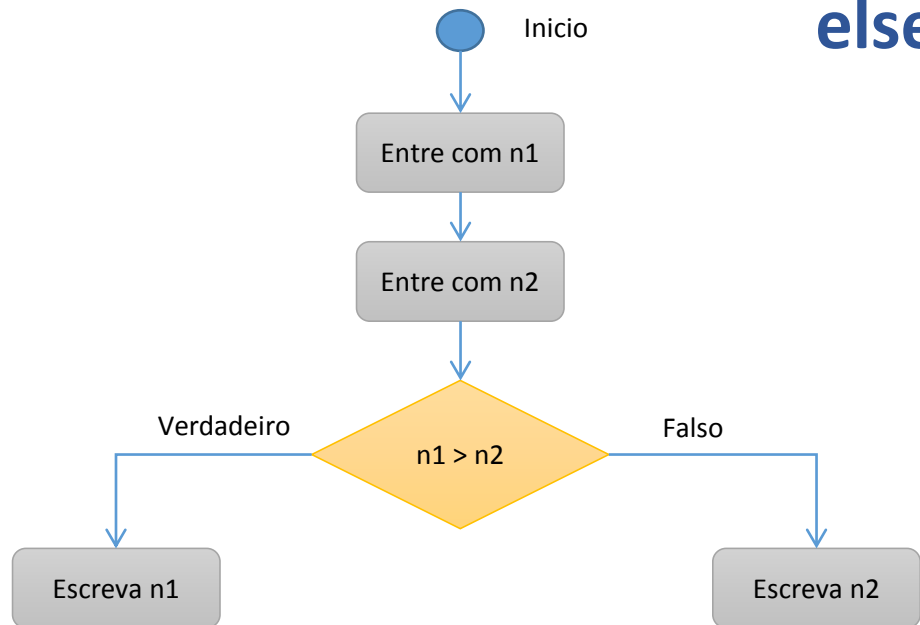 else
Inicio
Entre com n1
Entre com n2
Verdadeiro
Falso
n1 > n2
Escreva n1
Escreva n2